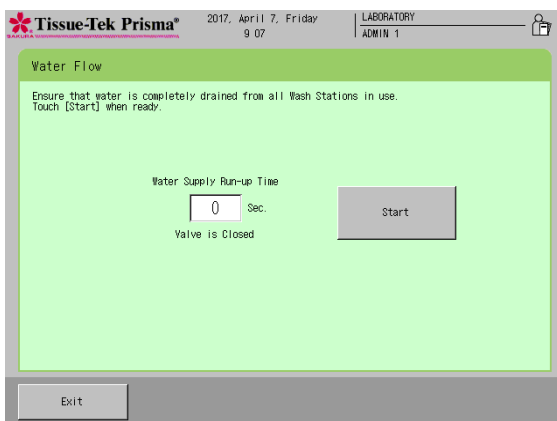 SAKURA
Tissue-Tek Prisma®
2017, April 7, Friday
9 07
LABORATORY
ADMIN 1
Water Flow
Ensure that water is completely drained from all Wash Stations in use.
Touch [Start] when ready.
Water Supply Run-up Time
0 Sec.
Valve is Closed
Start
Exit